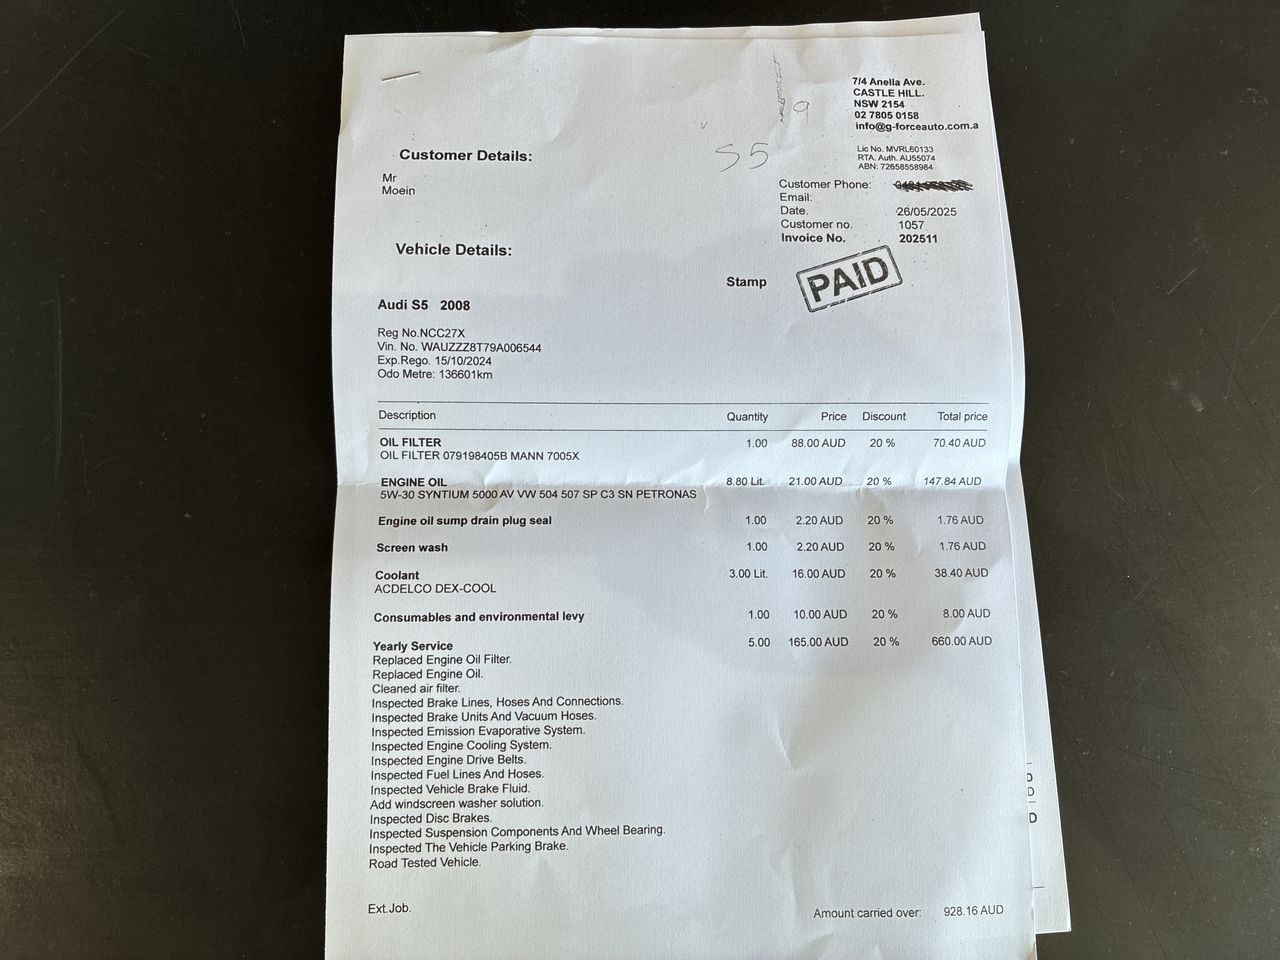 7/4 Anella Ave.
CASTLE HILL.
NSW 2154
02 7805 0158
info@g-forceauto.com.a
9
S5
Lic No. MVRL60133
RTA. Auth. AU55074
ABN: 72658558984
Customer Details:
Mr
Moein
Customer Phone:
Email:
Date. 26/05/2025
Customer no. 1057
Invoice No. 202511
Vehicle Details:
Stamp PAID
Audi S5 2008
Reg No.NCC27X
Vin. No. WAUZZZ8T79A006544
Exp.Rego. 15/10/2024
Odo Metre: 136601km
Description Quantity Price Discount Total price
OIL FILTER 1.00 88.00 AUD 20 % 70.40 AUD
OIL FILTER 079198405B MANN 7005X
ENGINE OIL 8.80 Lit. 21.00 AUD 20 % 147.84 AUD
5W-30 SYNTIUM 5000 AV VW 504 507 SP C3 SN PETRONAS
Engine oil sump drain plug seal 1.00 2.20 AUD 20 % 1.76 AUD
Screen wash 1.00 2.20 AUD 20 % 1.76 AUD
Coolant 3.00 Lit. 16.00 AUD 20 % 38.40 AUD
ACDELCO DEX-COOL
Consumables and environmental levy 1.00 10.00 AUD 20 % 8.00 AUD
Yearly Service 5.00 165.00 AUD 20 % 660.00 AUD
Replaced Engine Oil Filter.
Replaced Engine Oil.
Cleaned air filter.
Inspected Brake Lines, Hoses And Connections.
Inspected Brake Units And Vacuum Hoses.
Inspected Emission Evaporative System.
Inspected Engine Cooling System.
Inspected Engine Drive Belts.
Inspected Fuel Lines And Hoses.
Inspected Vehicle Brake Fluid.
Add windscreen washer solution.
Inspected Disc Brakes.
Inspected Suspension Components And Wheel Bearing.
Inspected The Vehicle Parking Brake.
Road Tested Vehicle.
Ext.Job.
Amount carried over: 928.16 AUD